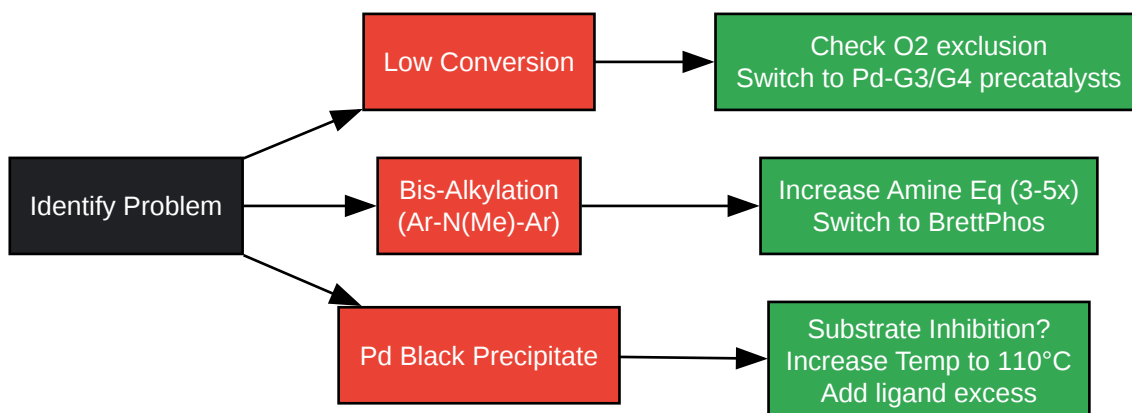 Identify Problem
Low Conversion
Check O2 exclusion
Switch to Pd-G3/G4 precatalysts
Bis-Alkylation
(Ar-N(Me)-Ar)
Increase Amine Eq (3-5x)
Switch to BrettPhos
Pd Black Precipitate
Substrate Inhibition?
Increase Temp to 110°C
Add ligand excess